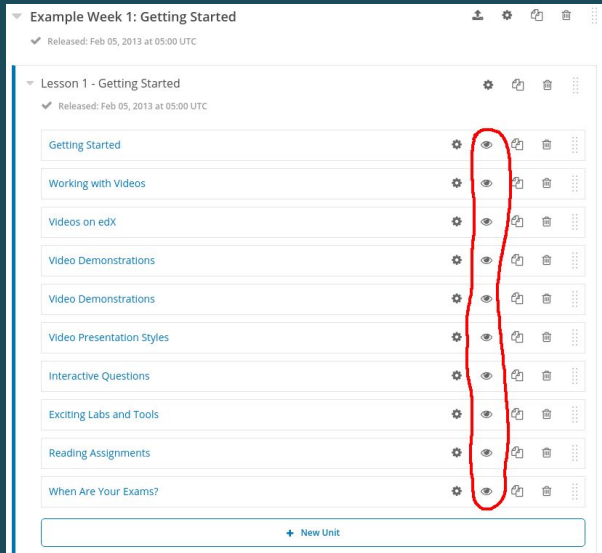 Example Week 1: Getting Started
Released: Feb 05, 2013 at 05:00 UTC
Lesson 1 - Getting Started
Released: Feb 05, 2013 at 05:00 UTC
Getting Started
Working with Videos
Videos on edX
Video Demonstrations
Video Demonstrations
Video Presentation Styles
Interactive Questions
Exciting Labs and Tools
Reading Assignments
When Are Your Exams?
+ New Unit